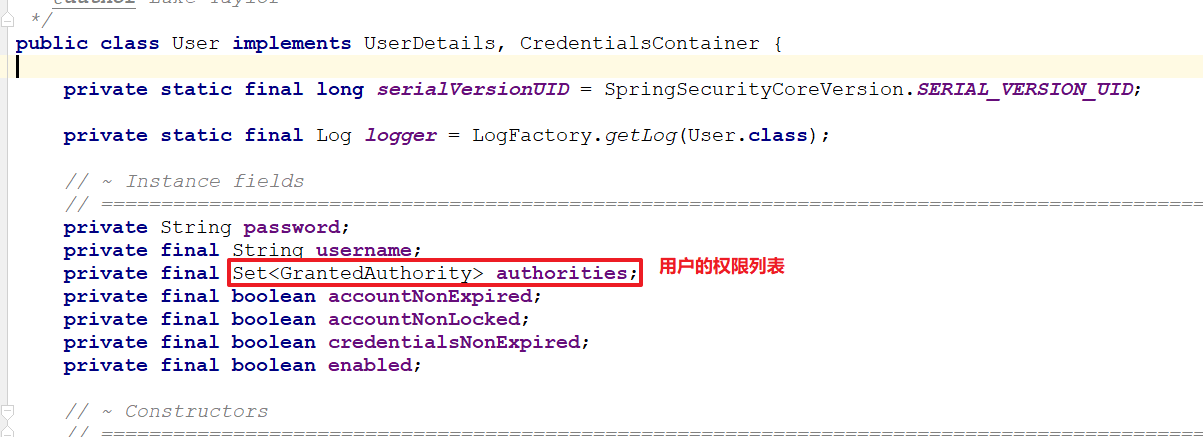 @author Luke Taylor
*/
public class User implements UserDetails, CredentialsContainer {
private static final long serialVersionUID = SpringSecurityCoreVersion.SERIAL_VERSION_UID;
private static final Log logger = LogFactory.getLog(User.class);
// ~ Instance fields
// ================================================================================================
private String password;
private final String username;
private final Set<GrantedAuthority> authorities; 用户的权限列表
private final boolean accountNonExpired;
private final boolean accountNonLocked;
private final boolean credentialsNonExpired;
private final boolean enabled;
// ~ Constructors
// ================================================================================================